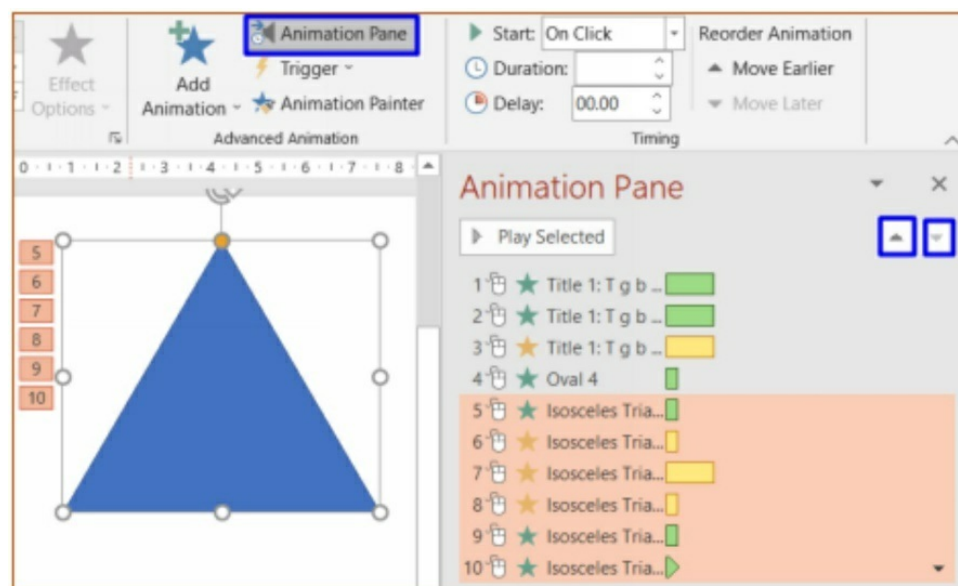 Effect
Options
Add
Animation
Animation Pane
Trigger
Animation Painter
Advanced Animation
Start: On Click
Duration:
Delay: 00.00
Timing
Reorder Animation
Move Earlier
Move Later
0 1 2 3 4 5 6 7 8
5
6
7
8
9
10
Animation Pane
Play Selected
1 Title 1: T g b ...
2 Title 1: T g b ...
3 Title 1: T g b ...
4 Oval 4
5 Isosceles Tria...
6 Isosceles Tria...
7 Isosceles Tria...
8 Isosceles Tria...
9 Isosceles Tria...
10 Isosceles Tria...